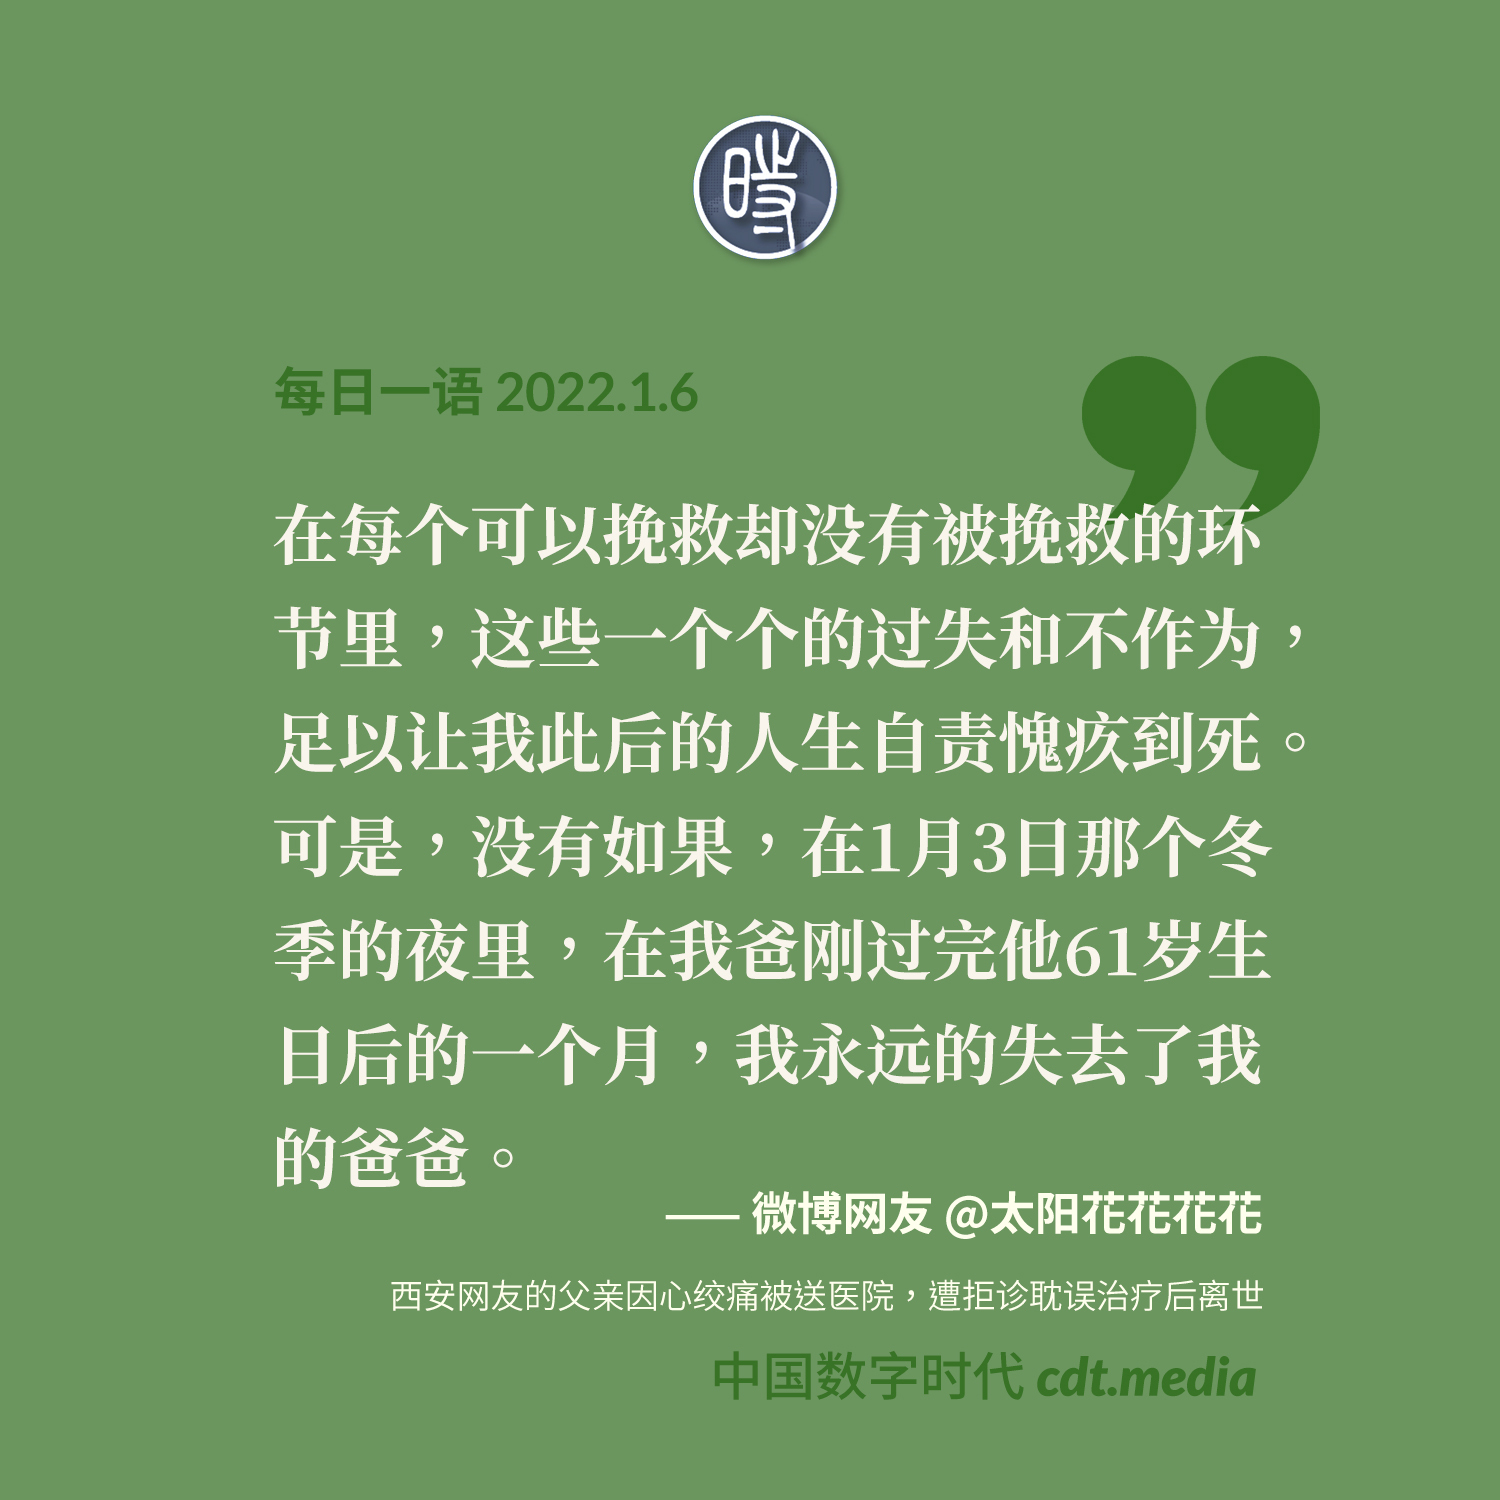 時
每日一语 2022.1.6
在每个可以挽救却没有被挽救的环
节里，这些一个个的过失和不作为，
足以让我此后的人生自责愧疚到死。
可是，没有如果，在1月3日那个冬
季的夜里，在我爸刚过完他61岁生
日后的一个月，我永远的失去了我
的爸爸。
—— 微博网友 @太阳花花花花
西安网友的父亲因心绞痛被送医院，遭拒诊耽误治疗后离世
中国数字时代 cdt.media